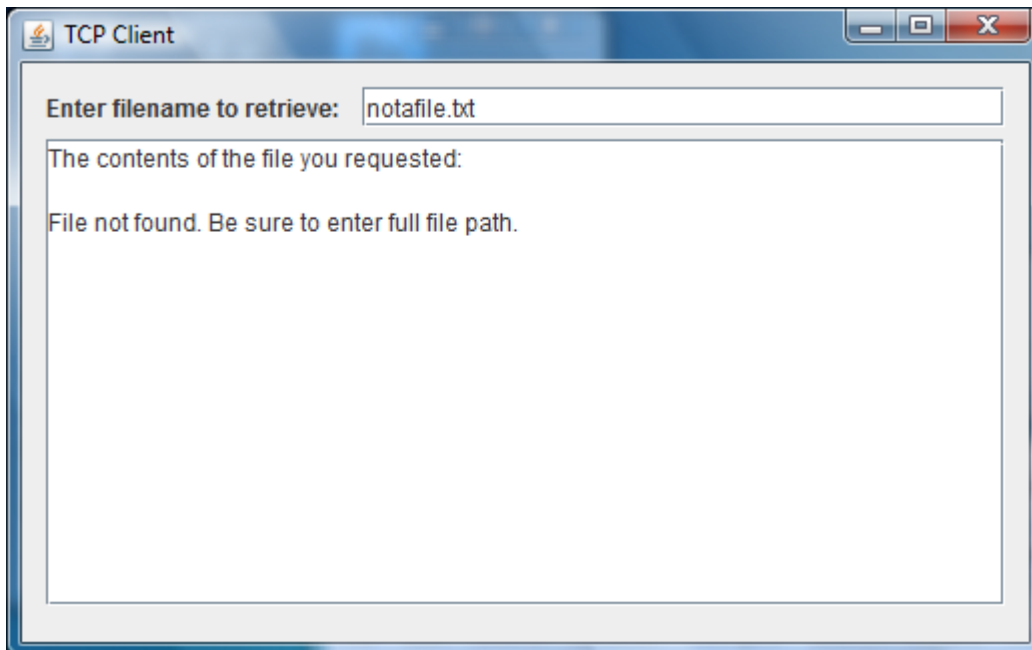 TCP Client
Enter filename to retrieve: notafile.txt
The contents of the file you requested:
File not found. Be sure to enter full file path.